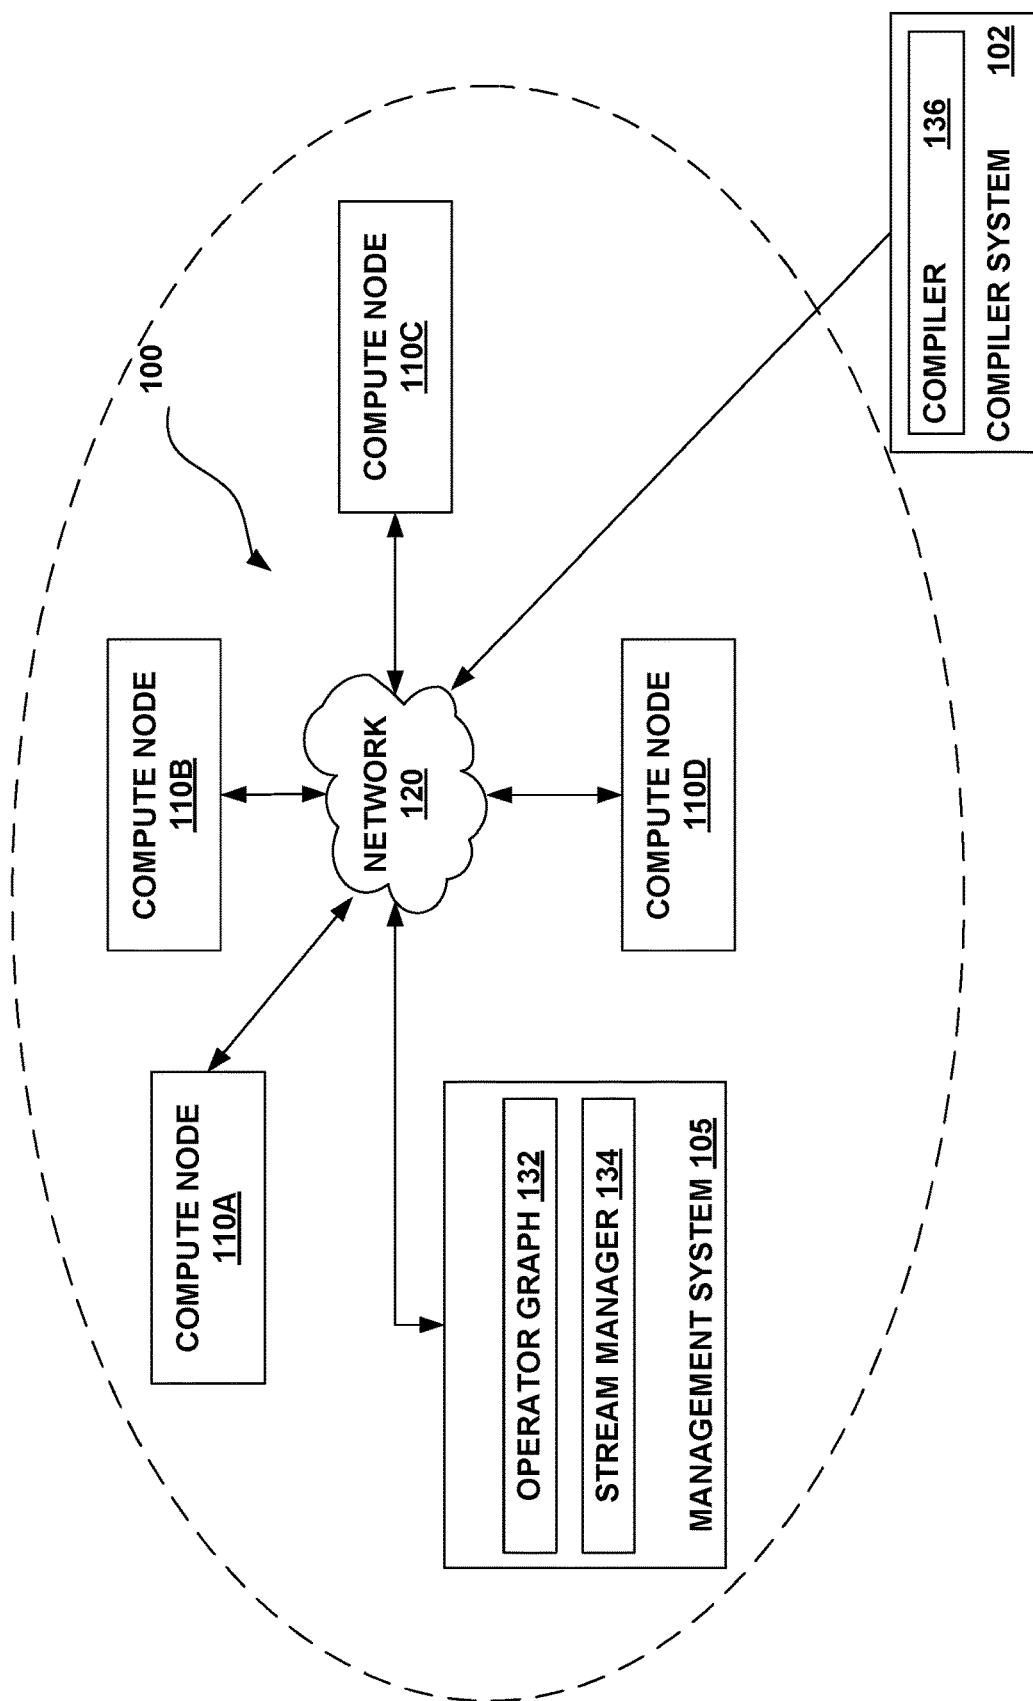 100
COMPUTE NODE
110A
COMPUTE NODE
110B
COMPUTE NODE
110C
NETWORK
120
OPERATOR GRAPH 132
STREAM MANAGER 134
MANAGEMENT SYSTEM 105
COMPUTE NODE
110D
COMPILER 136
COMPILER SYSTEM 102